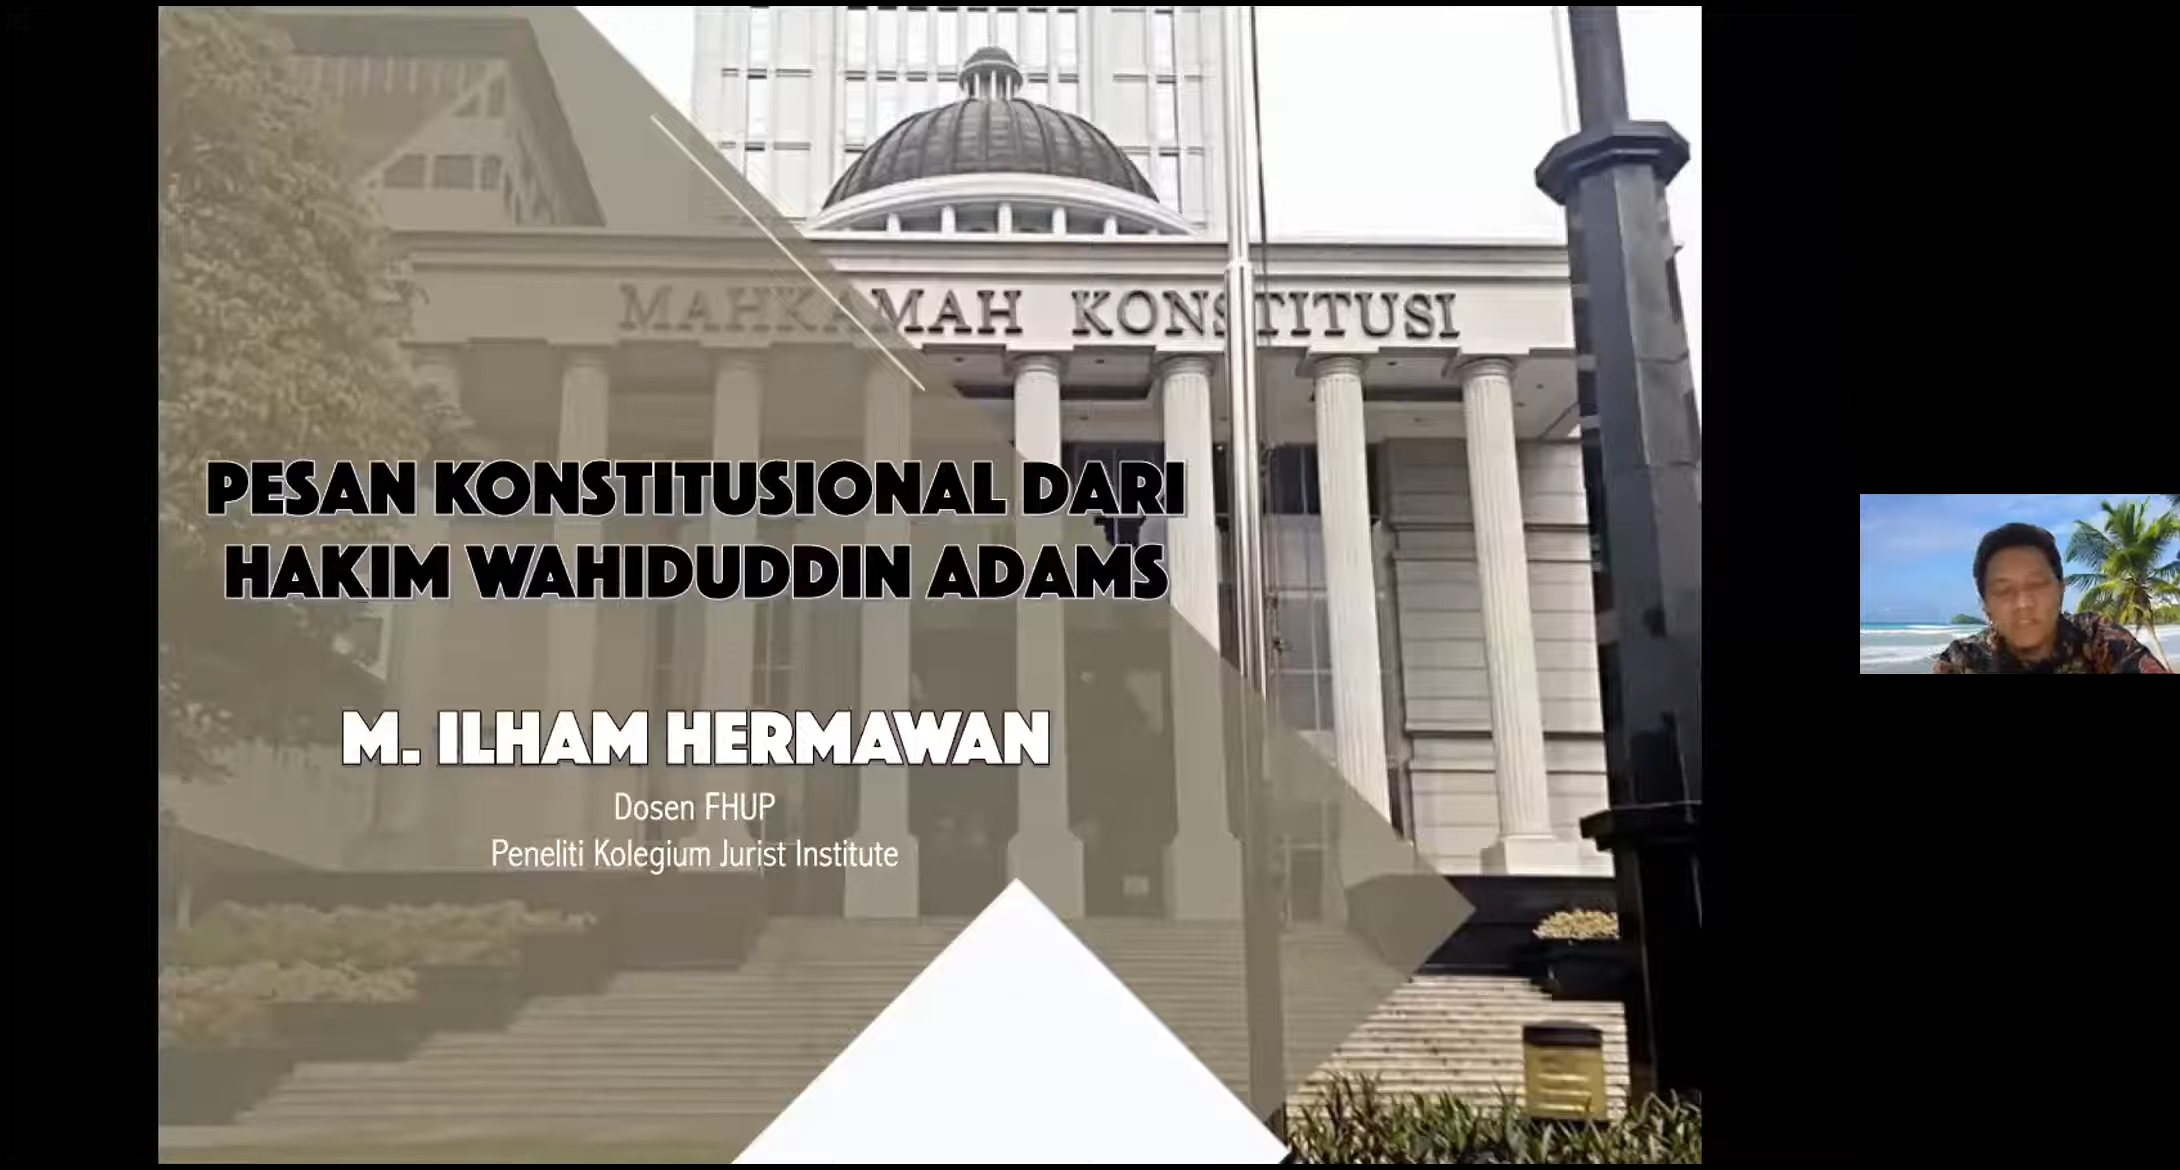 MAHKAMAH KONSTITUSI
PESAN KONSTITUSIONAL DARI
HAKIM WAHIDUDDIN ADAMS
M. ILHAM HERMAWAN
Dosen FHUP
Peneliti Kolegium Jurist Institute